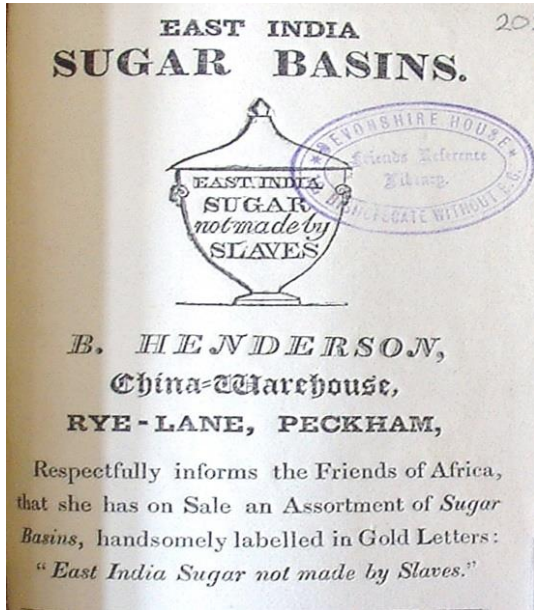 20
EAST INDIA
SUGAR BASINS.
EAST INDIA
SUGAR
not made by
SLAVES
DEVONSHIRE HOUSE
Friends Reference
Library.
BISHOPSGATE WITHOUT E.C.
B. HENDERSON,
China-Warehouse,
RYE-LANE, PECKHAM,
Respectfully informs the Friends of Africa,
that she has on Sale an Assortment of Sugar
Basins, handsomely labelled in Gold Letters:
"East India Sugar not made by Slaves."